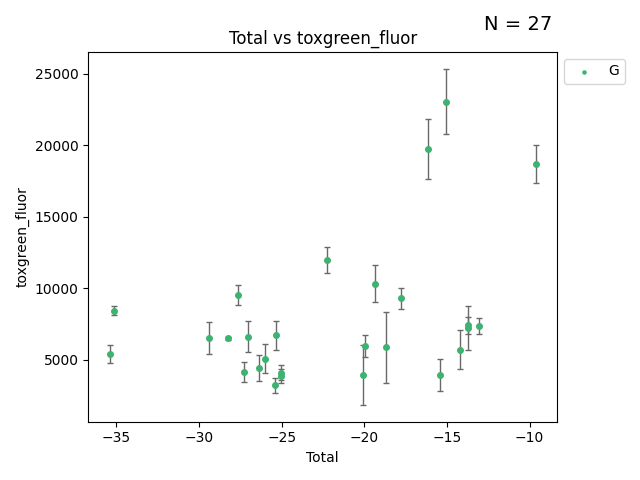 N = 27
Total vs toxgreen_fluor
G
25000
20000
15000
10000
5000
toxgreen_fluor
−35
−30
−25
−20
−15
−10
Total